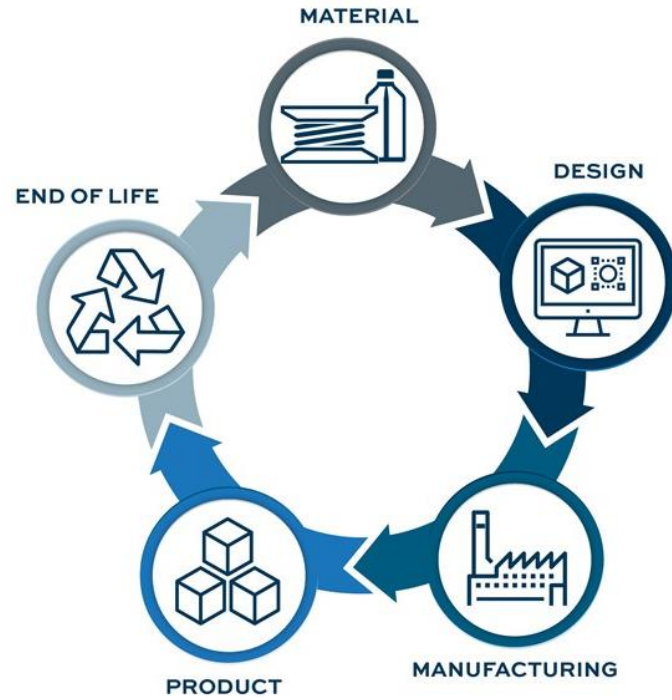 MATERIAL
DESIGN
MANUFACTURING
PRODUCT
END OF LIFE